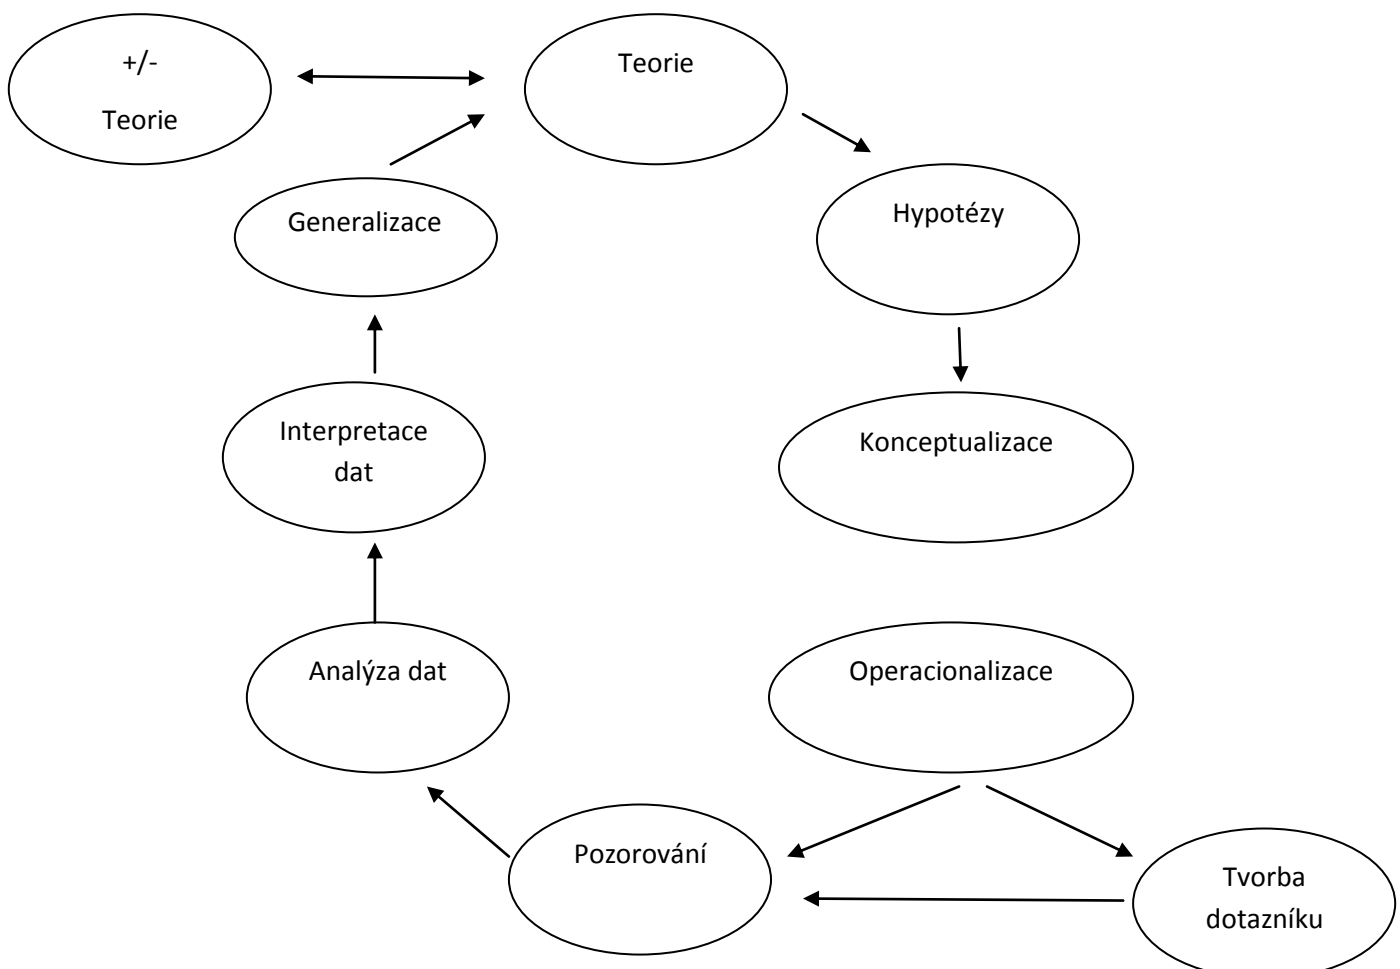 +/-
Teorie
Teorie
Generalizace
Hypotézy
Interpretace
dat
Konceptualizace
Analýza dat
Operacionalizace
Pozorování
Tvorba
dotazníku